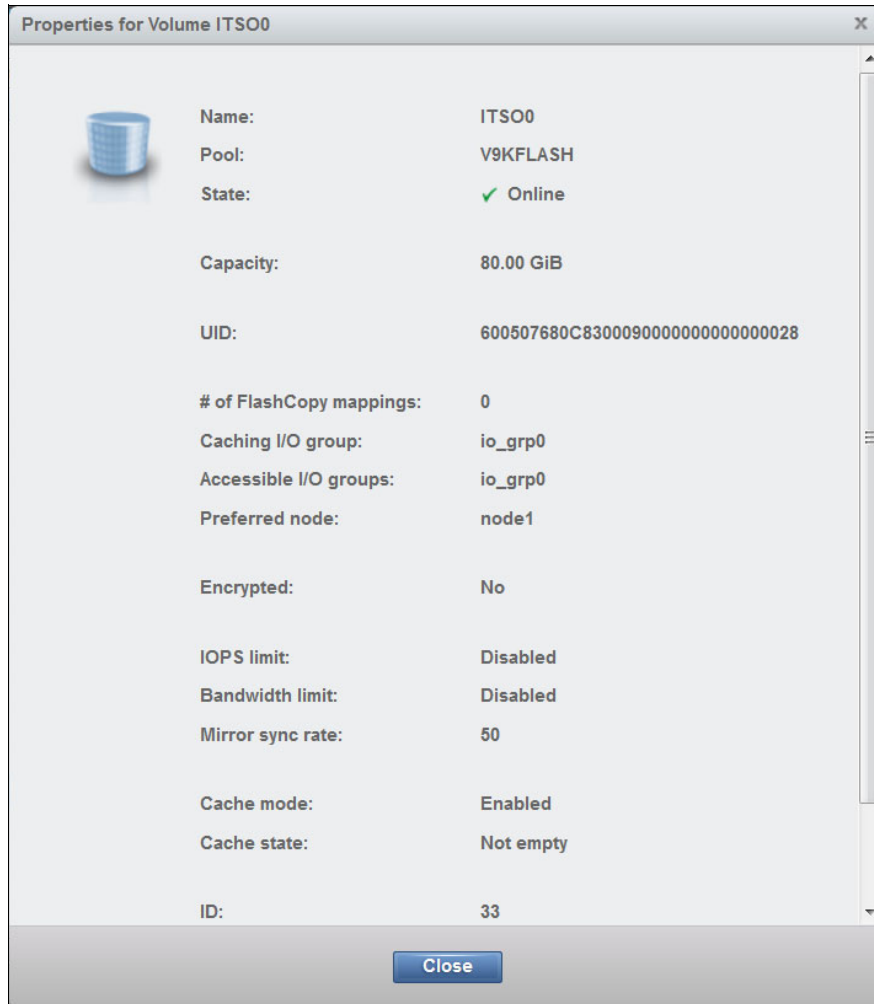 Properties for Volume ITSO0 x
Name: ITSO0
Pool: V9KFLASH
State: ✓ Online
Capacity: 80.00 GiB
UID: 600507680C8300090000000000000028
# of FlashCopy mappings: 0
Caching I/O group: io_grp0
Accessible I/O groups: io_grp0
Preferred node: node1
Encrypted: No
IOPS limit: Disabled
Bandwidth limit: Disabled
Mirror sync rate: 50
Cache mode: Enabled
Cache state: Not empty
ID: 33
Close